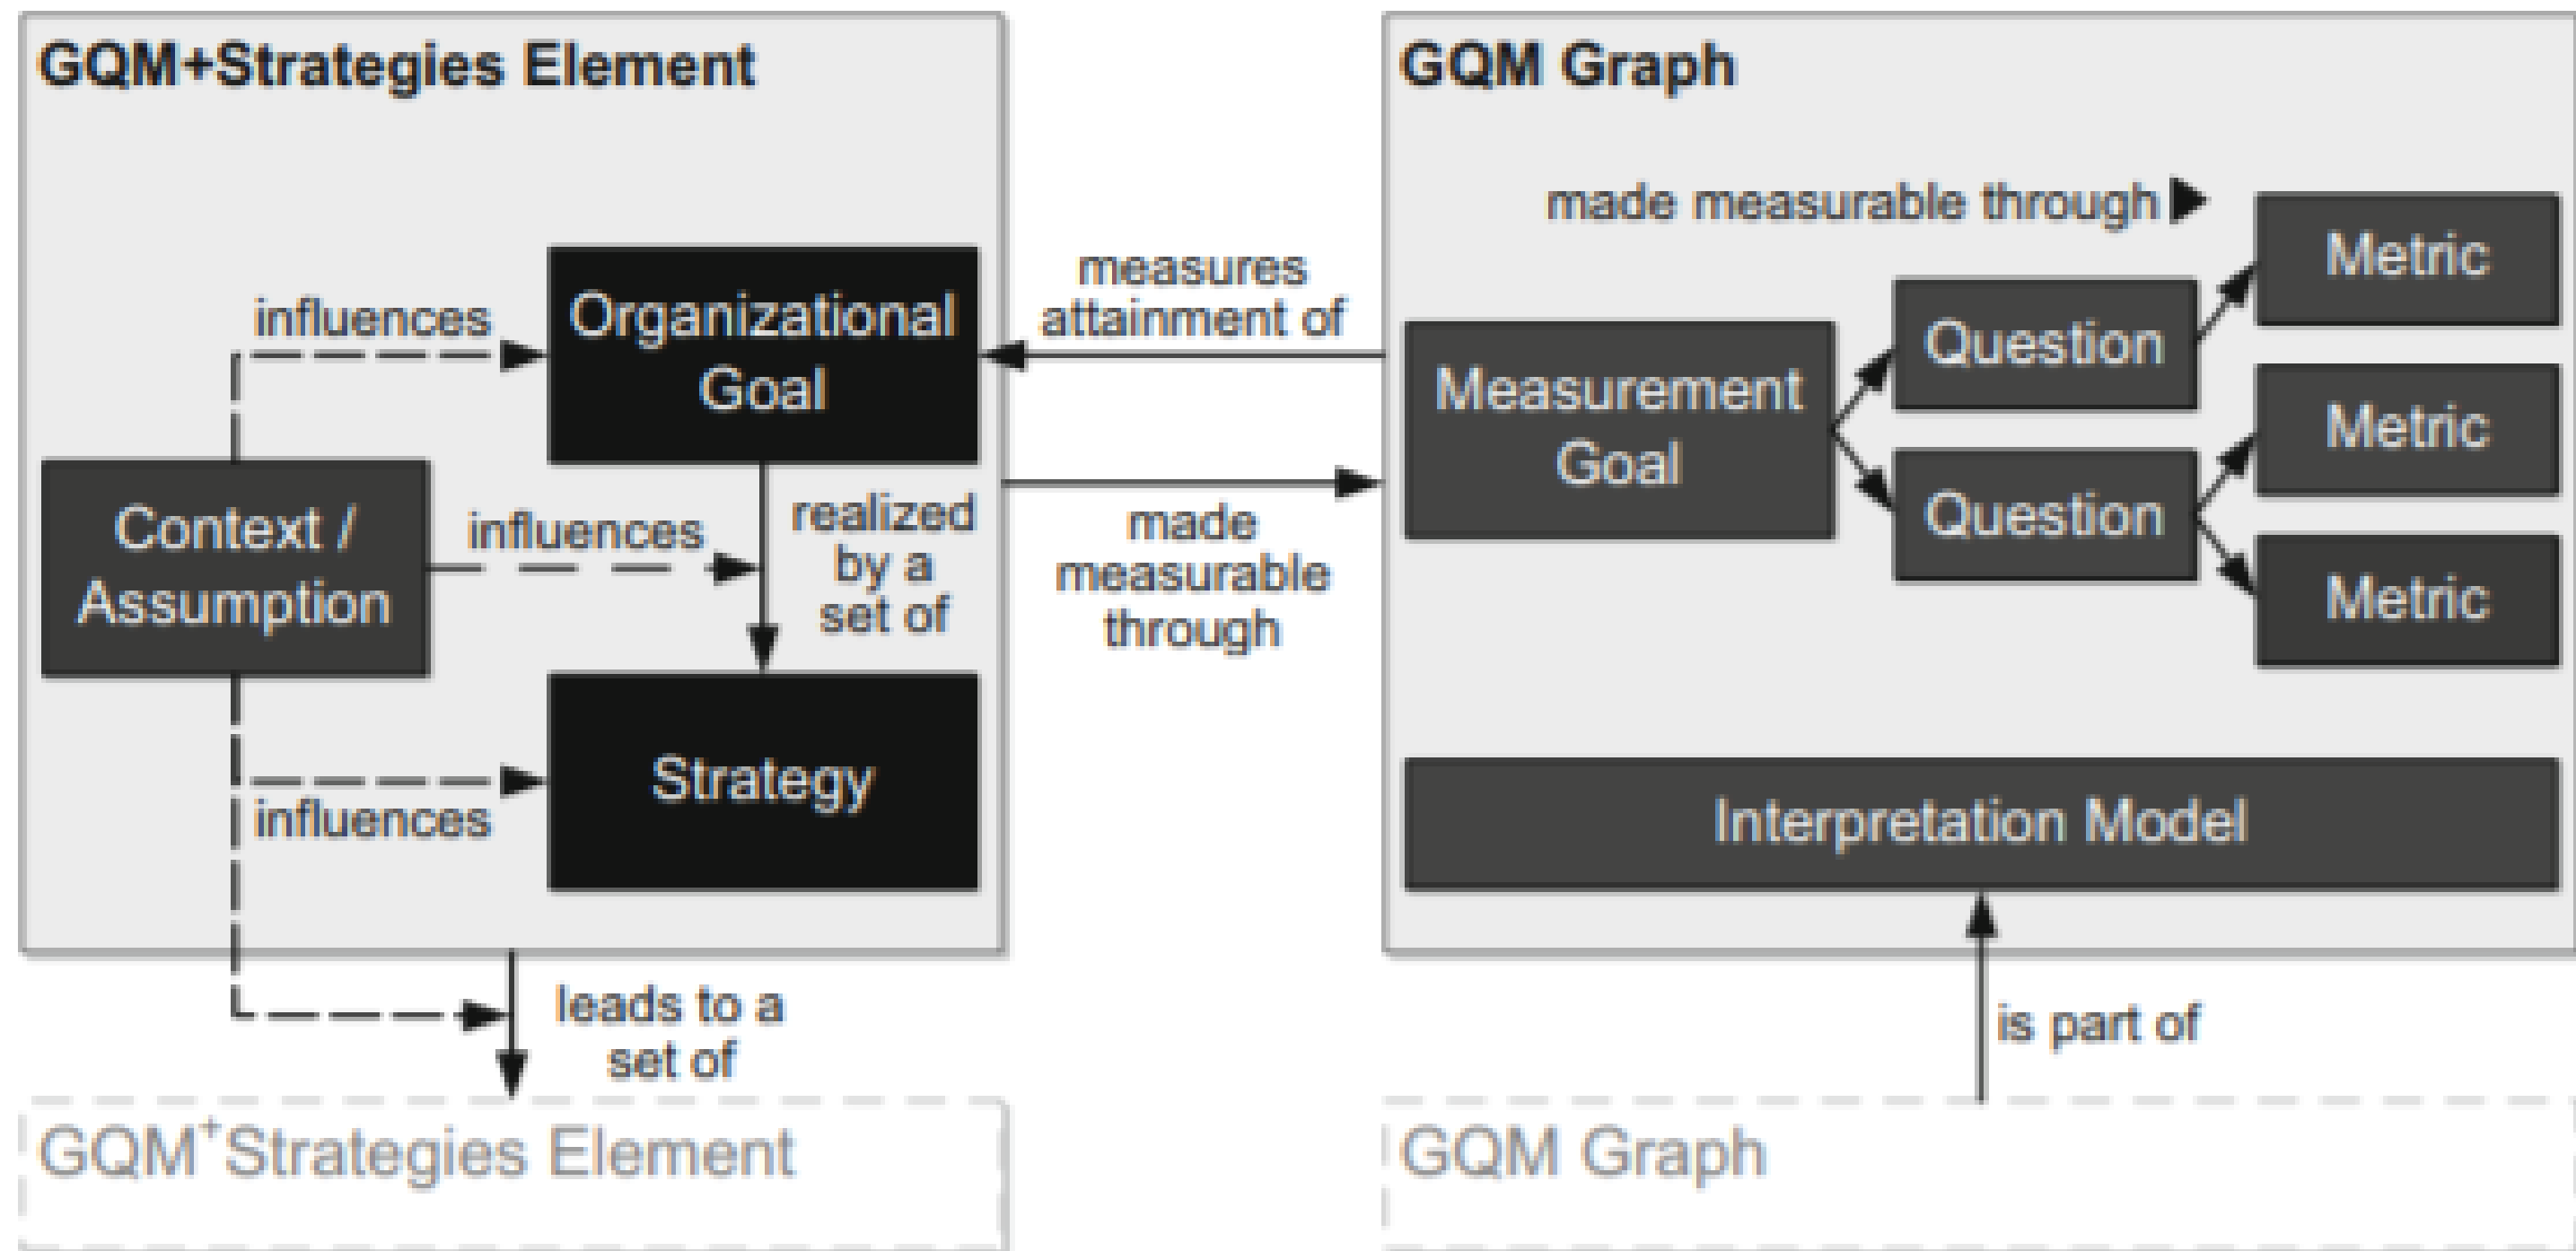 GQM+Strategies Element
influences
Organizational
Goal
Context /
Assumption
influences
realized
by a
set of
Strategy
influences
leads to a
set of
GQM+Strategies Element
measures
attainment of
made
measurable
through
GQM Graph
made measurable through
Measurement
Goal
Question
Question
Metric
Metric
Metric
Interpretation Model
is part of
GQM Graph